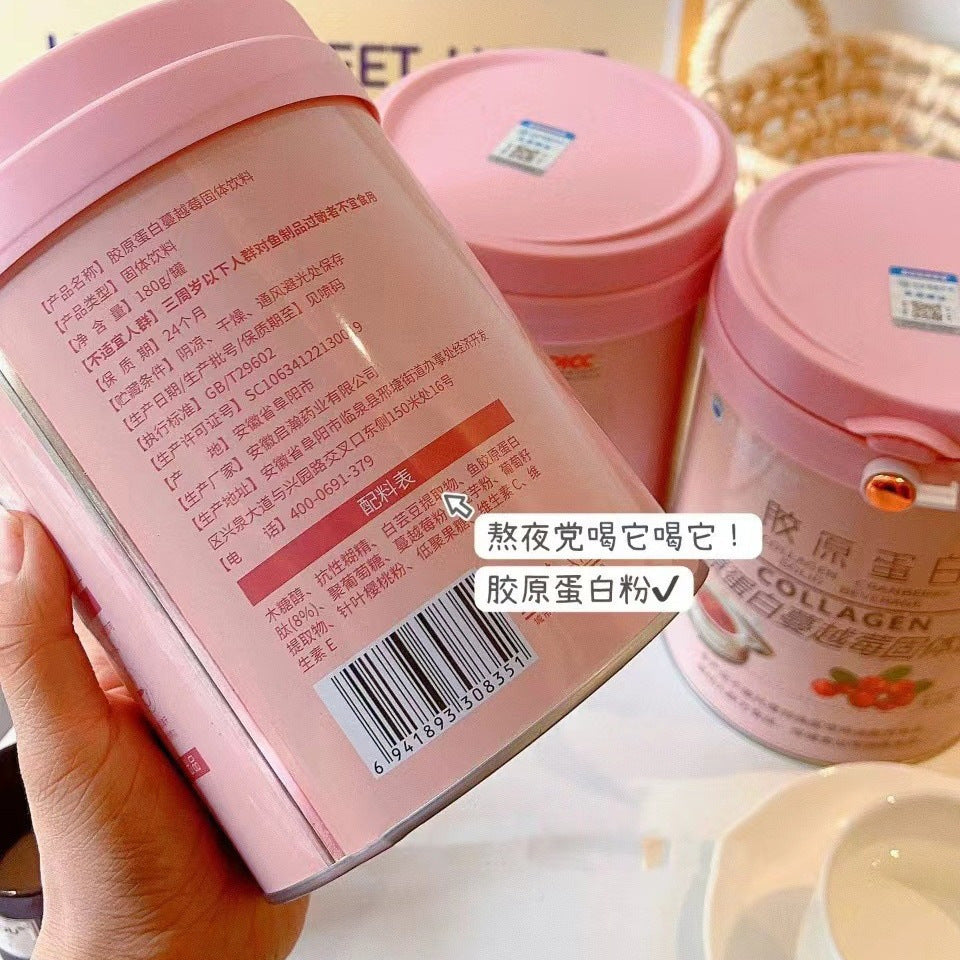 EET
【产品名称】胶原蛋白蔓越莓固体饮料
【产品类型】固体饮料
【净 含 量】180g/罐
【不适宜人群】三周岁以下人群对鱼制品过敏者不宜食用
【保 质 期】24个月
【贮藏条件】阴凉、干燥、通风避光处保存
【生产日期/生产批号/保质期至】见喷码
【执行标准】GB/T29602
【生产许可证号】SC10634122130019
【产 地】安徽省阜阳市
【生产厂家】安徽启瀚药业有限公司
【生产地址】安徽省阜阳市临泉县邢塘街道办事处经济开发
区兴泉大道与兴园路交叉口东侧150米处16号
【电 话】400-0691-379
配料表
木糖醇、抗性糊精、白芸豆提取物、鱼胶原蛋白
肽(8%)、聚葡萄糖、蔓越莓粉、
葡萄籽
提取物、针叶樱桃粉、低聚果糖、维生素C、维
生素E
6941893308351
熬夜党喝它喝它！
胶原蛋白粉✓
胶原蛋白
COLLAGEN
蛋白蔓越莓固体